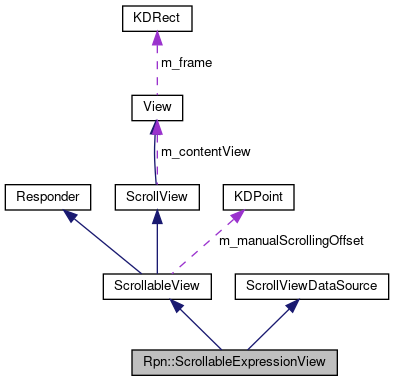 KDRect
m_frame
View
m_contentView
Responder
ScrollView
KDPoint
m_manualScrollingOffset
ScrollableView
ScrollViewDataSource
Rpn::ScrollableExpressionView